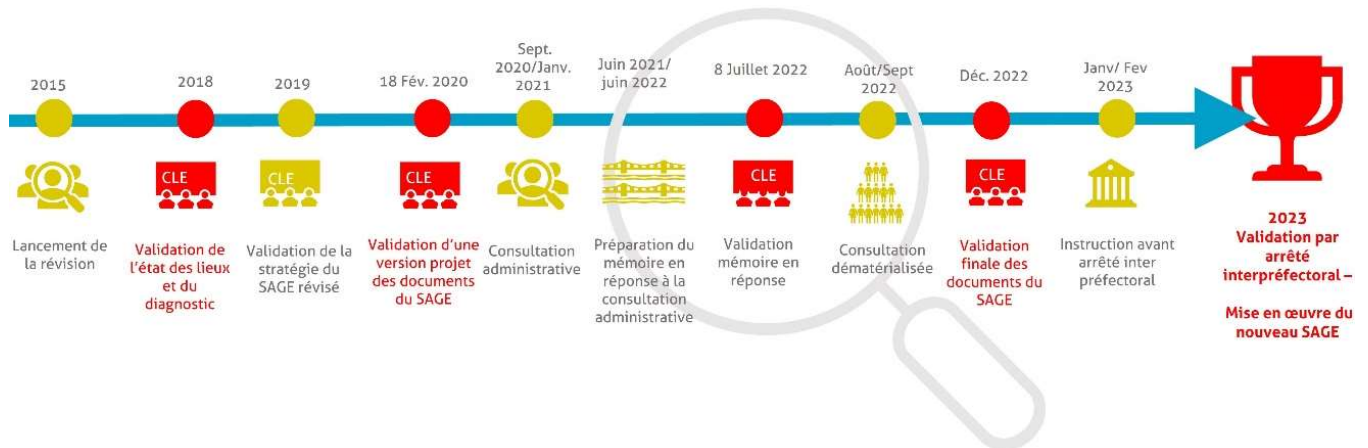 2015
2018
2019
18 Fév. 2020
Sept.
2020/Janv.
2021
Juin 2021/
juin 2022
8 Juillet 2022
Août/Sept
2022
Déc. 2022
Janv/ Fev
2023
CLE
CLE
CLE
CLE
CLE
Lancement de
la révision
Validation de
l'état des lieux
et du
diagnostic
Validation de la
stratégie du
SAGE révisé
Validation d'une
version projet
des documents
du SAGE
Consultation
administrative
Préparation du
mémoire en
réponse à la
consultation
administrative
Validation
mémoire en
réponse
Consultation
dématérialisée
Validation
finale des
documents du
SAGE
Instruction avant
arrêté inter
préfectoral
2023
Validation par
arrêté
interpréfectoral –
Mise en œuvre du
nouveau SAGE